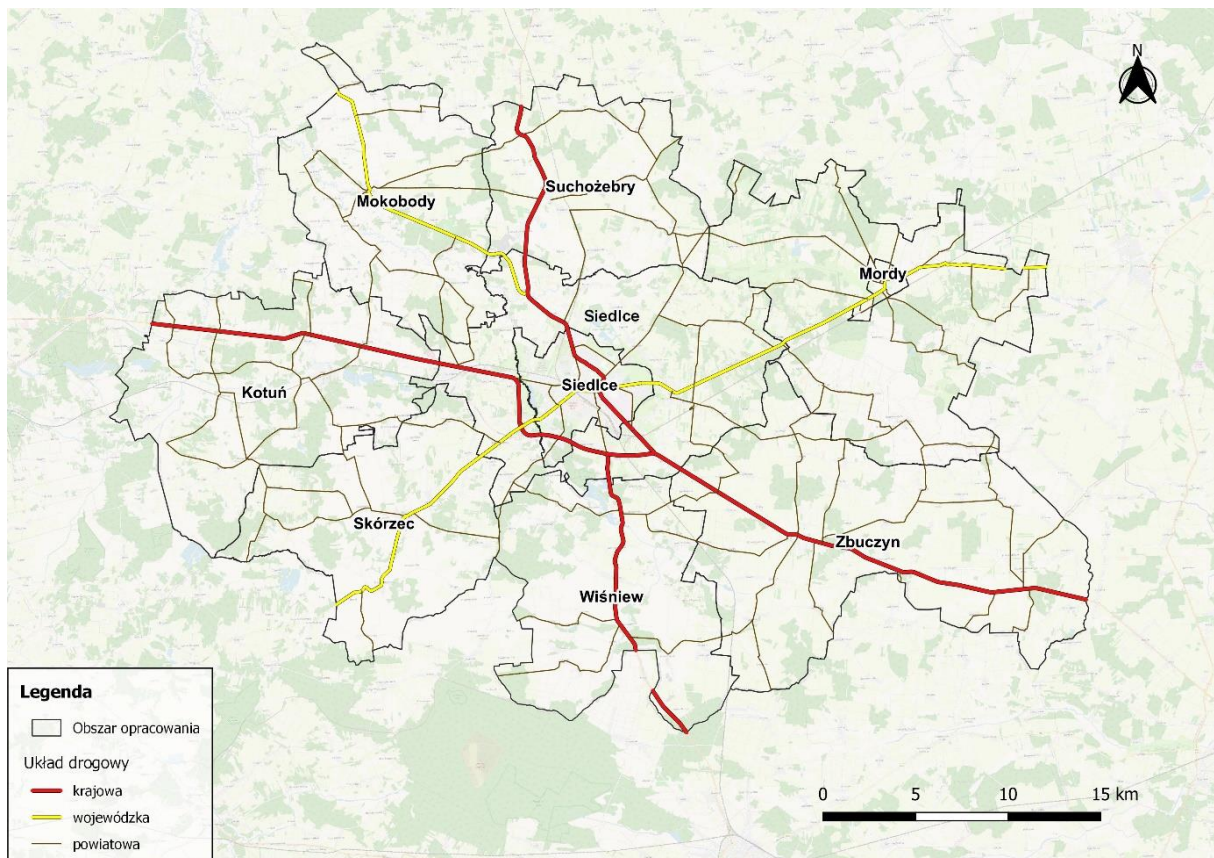 N
Suchożebry
Mokobody
Mordy
Siedlce
Siedlce
Kotuń
Skórzec
Zbuczyn
Wiśniew
Legenda
Obszar opracowania
Układ drogowy
krajowa
wojewódzka
powiatowa
0 5 10 15 km